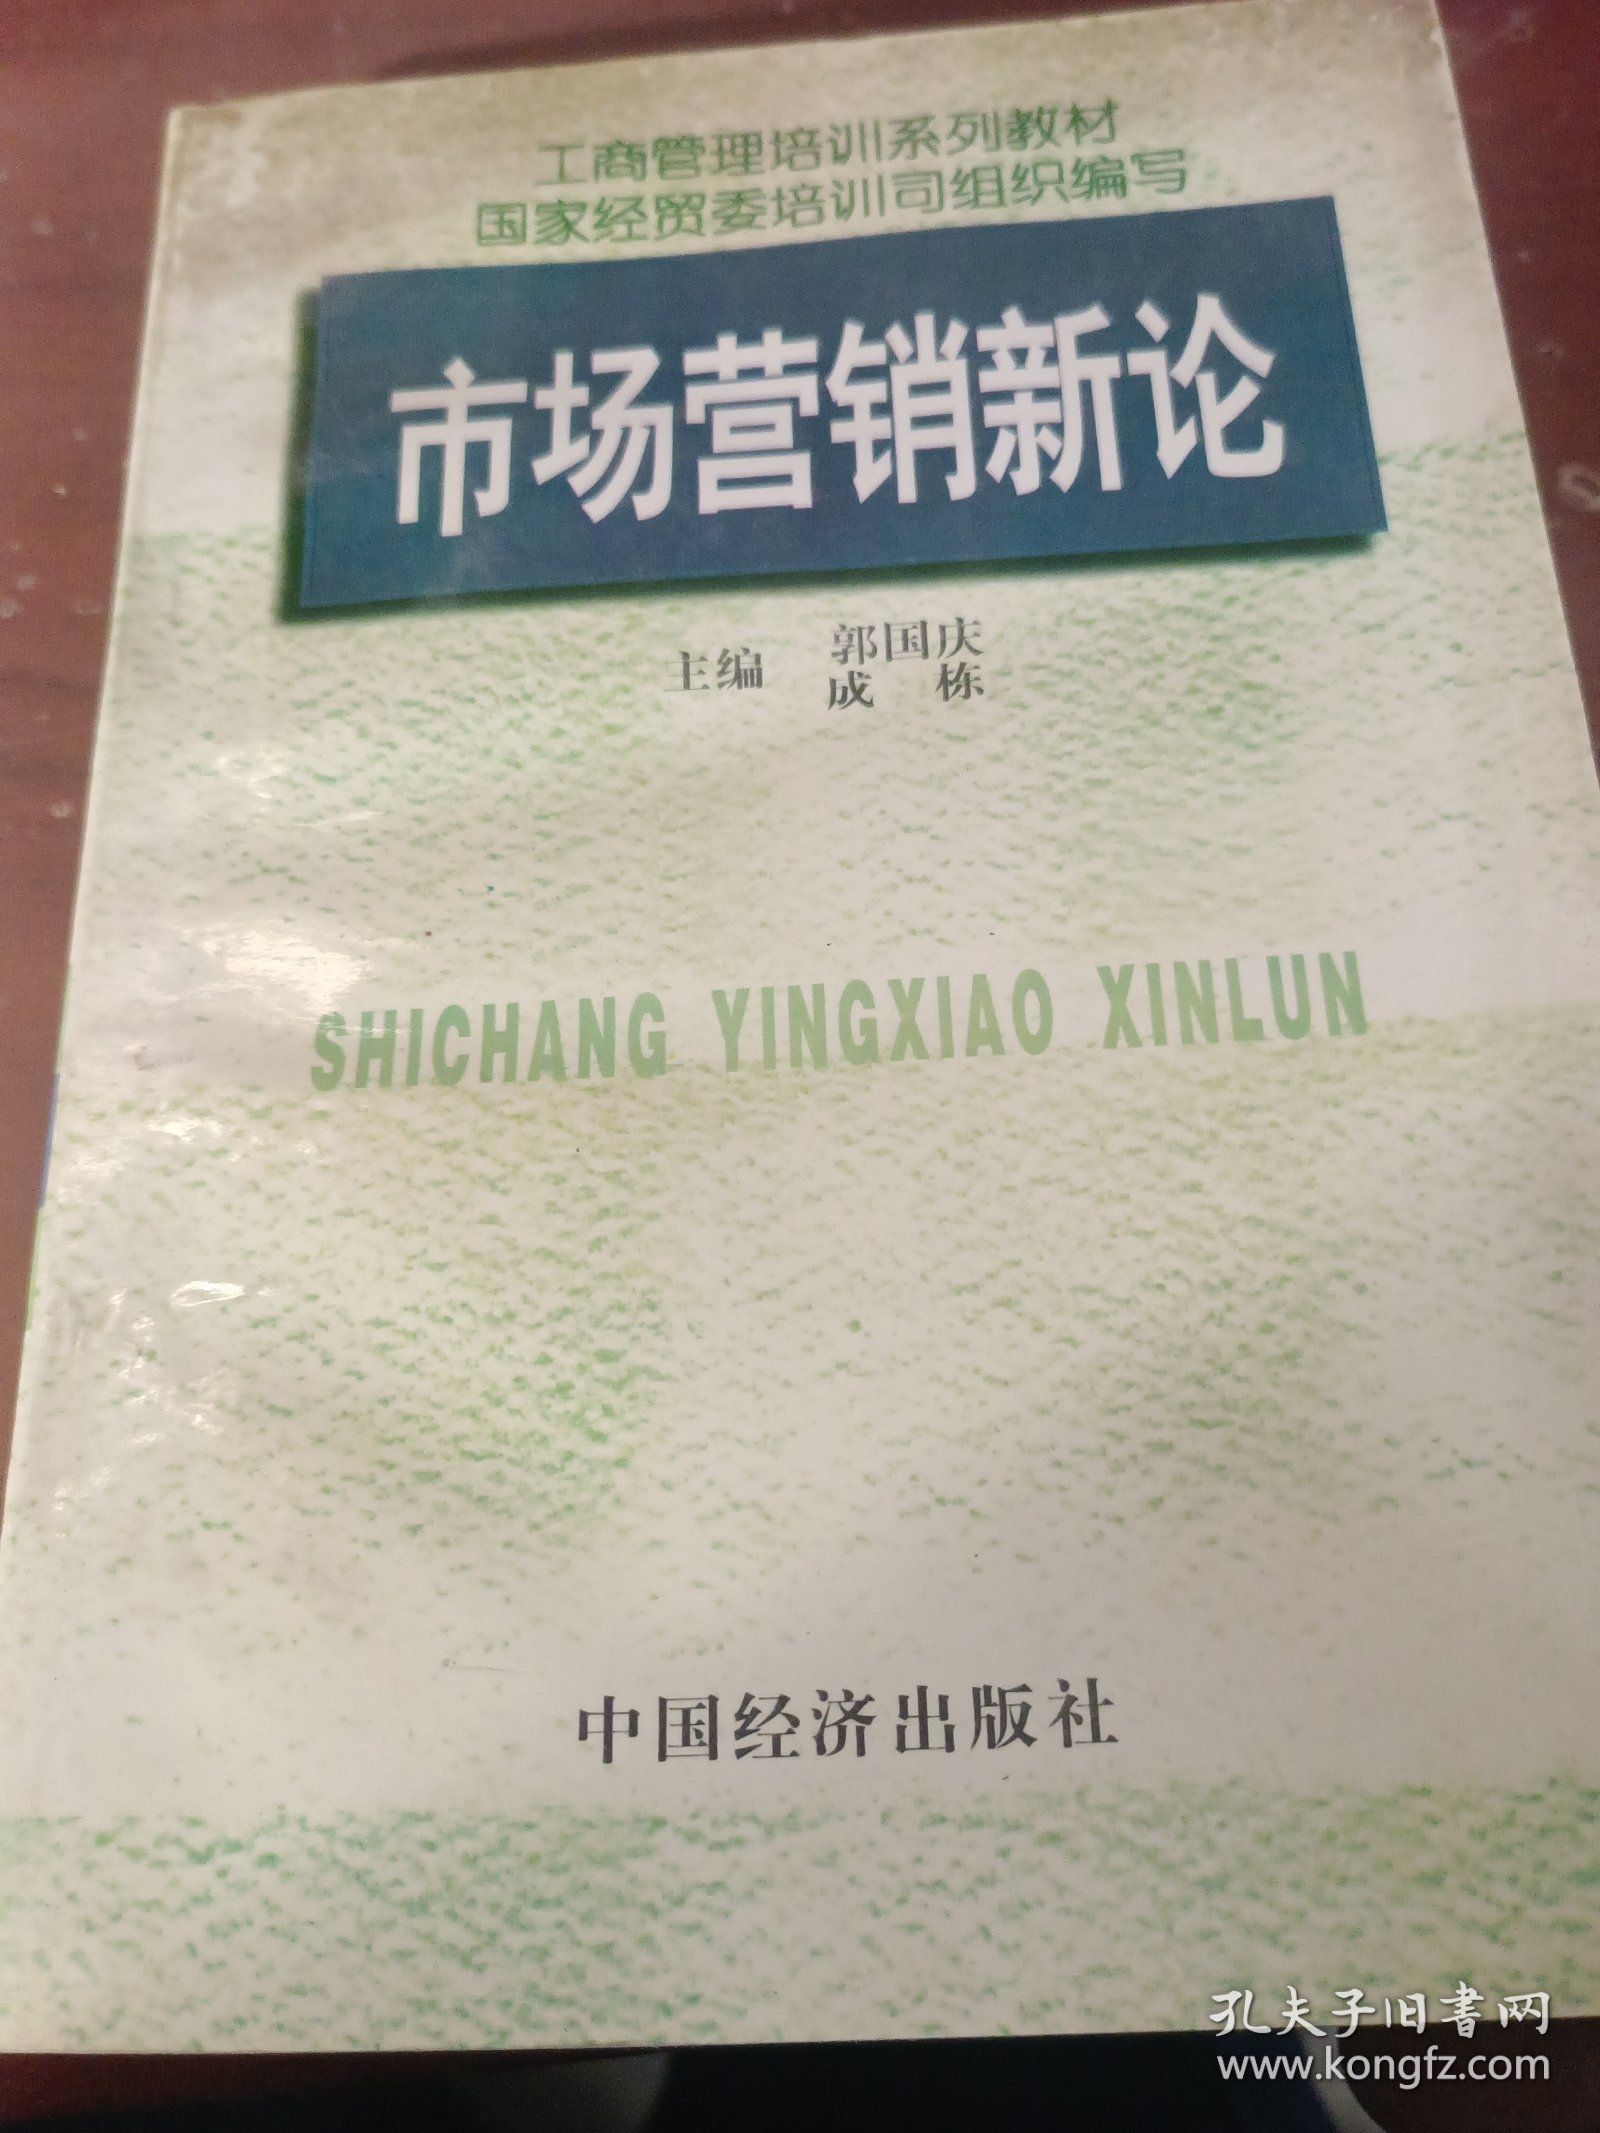 工商管理培训系列教材
国家经贸委培训司组织编写
市场营销新论
主编 郭国庆
成栋
SHICHANG YINGXIAO XINLUN
中国经济出版社
孔夫子旧书网
www.kongfz.com